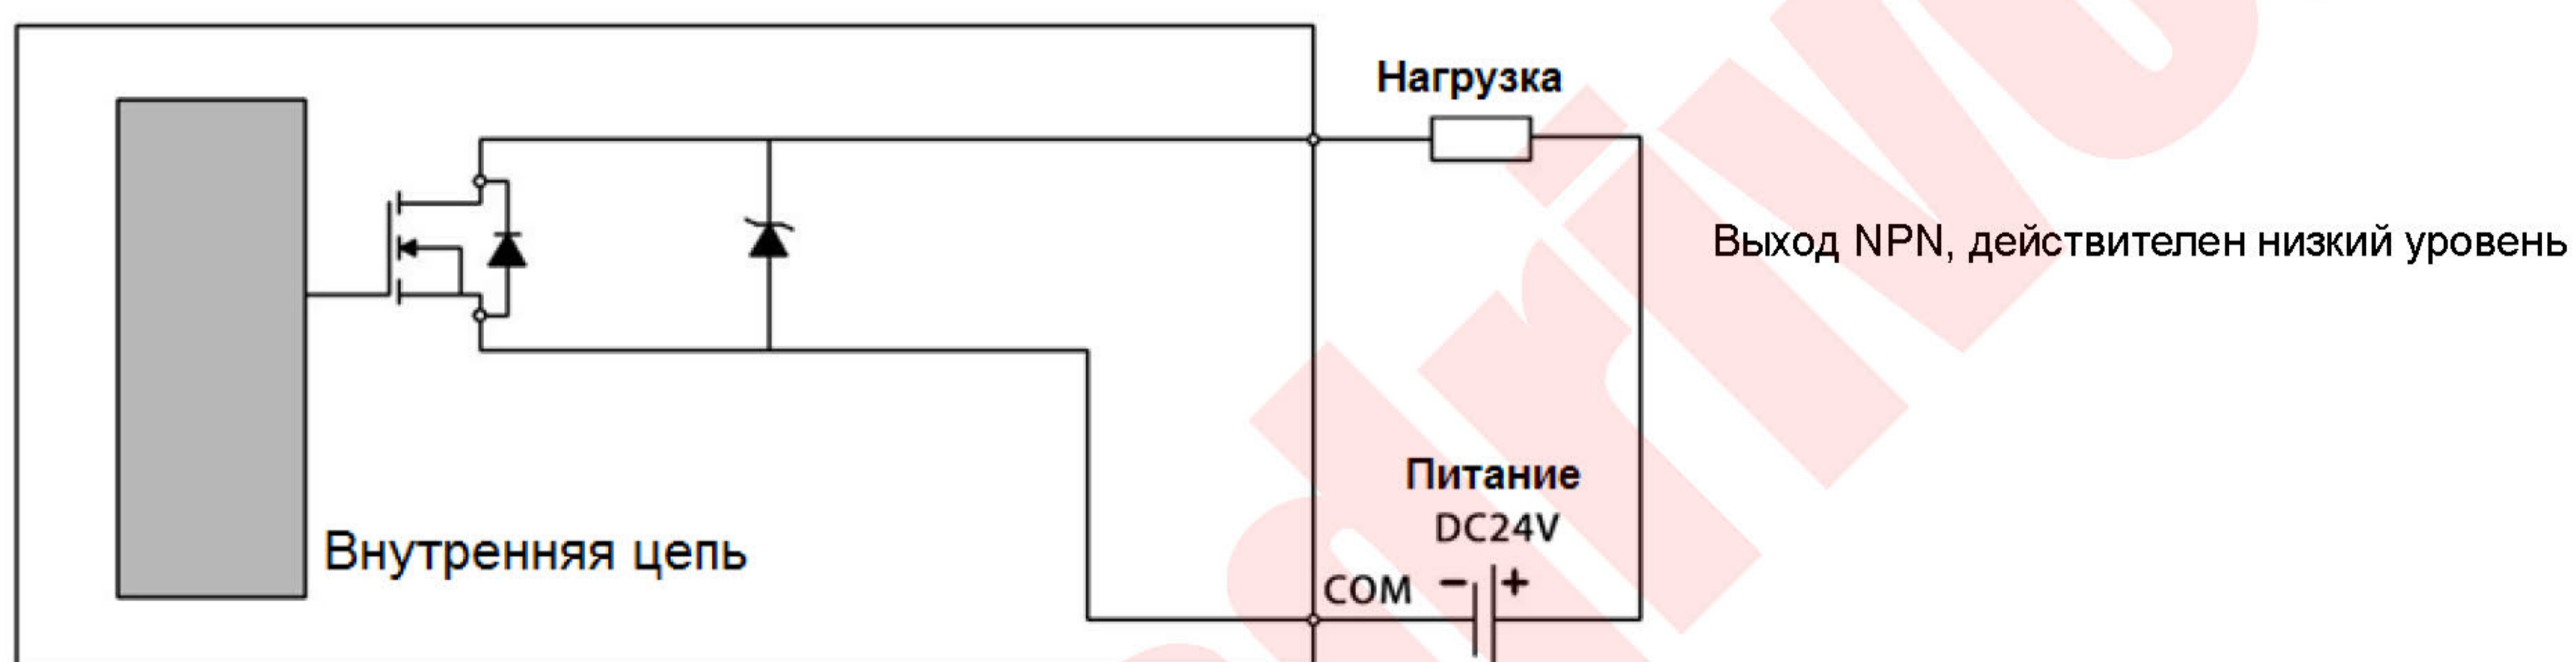 Нагрузка
Выход NPN, действителен низкий уровень
Питание
DC24V
Внутренняя цепь
COM - +